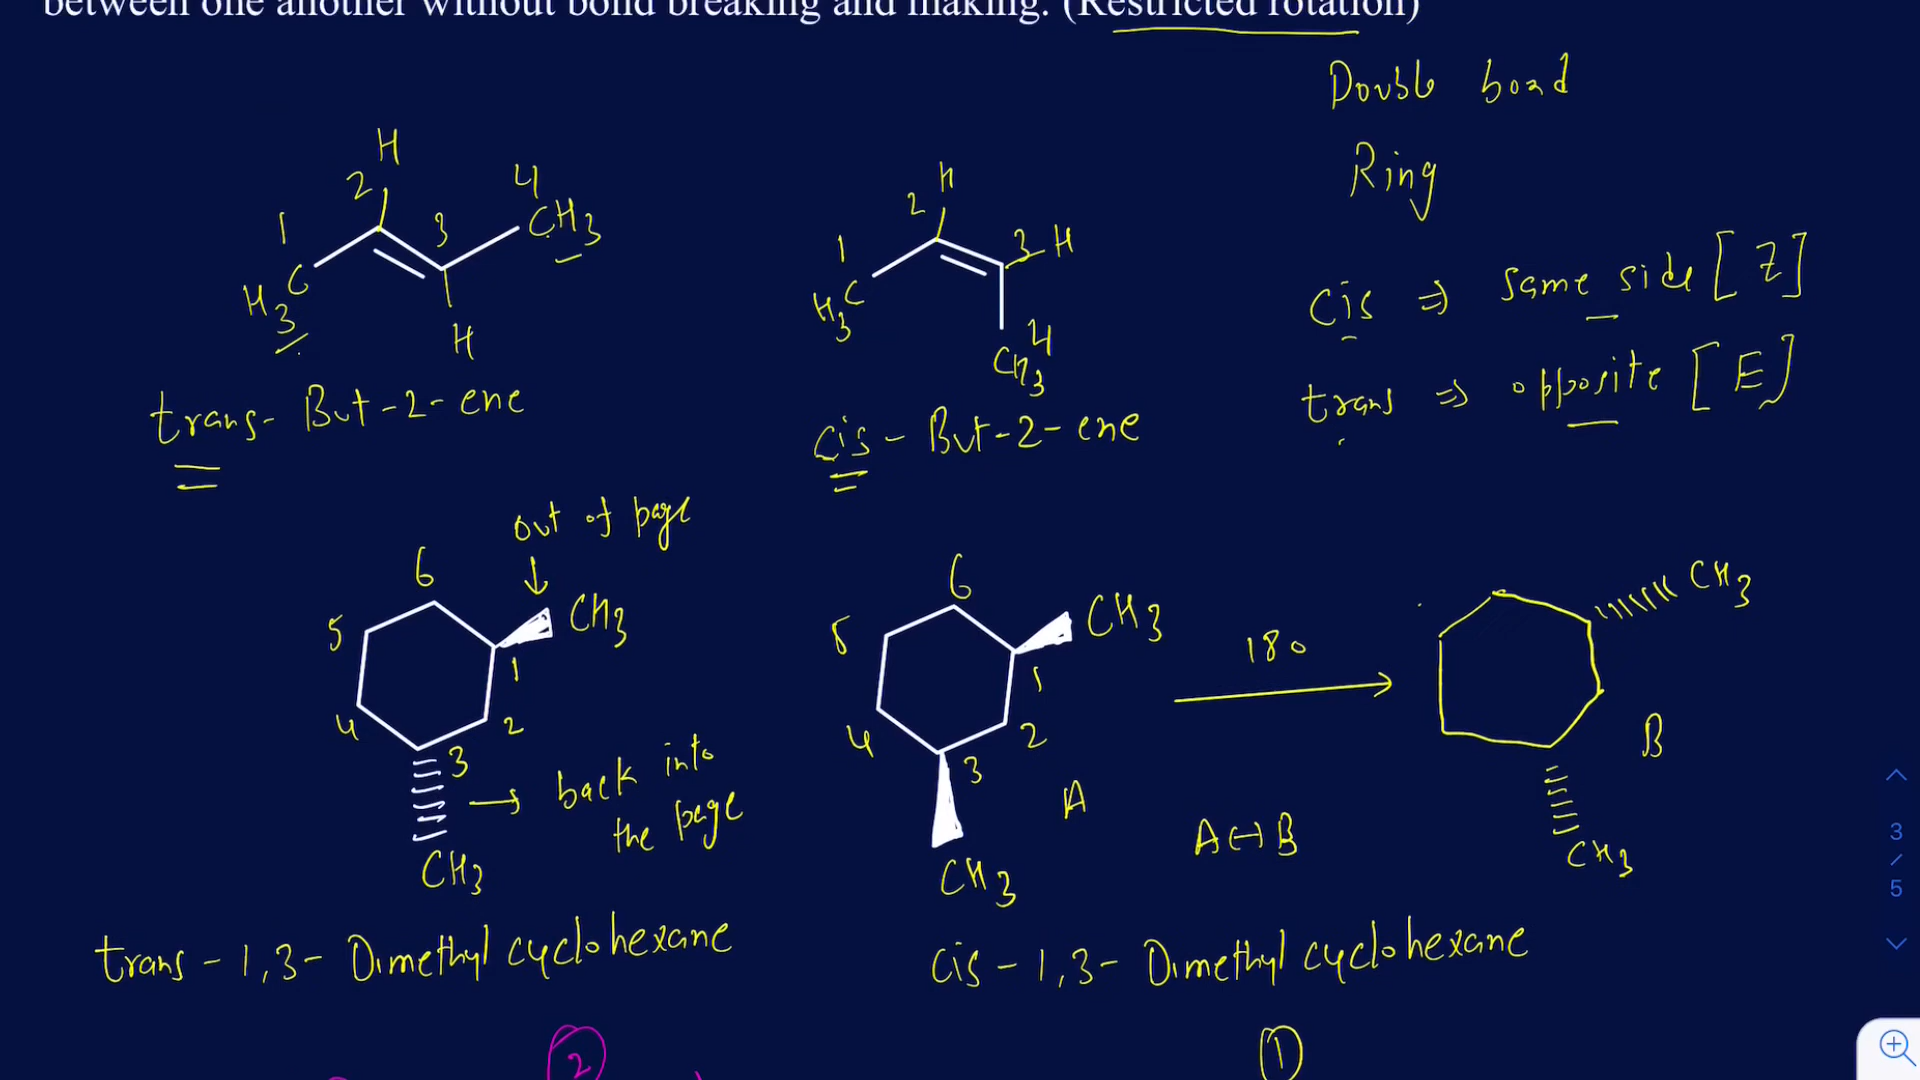 between one another without bond breaking and making. (Restricted rotation)
Double bond
Ring
H
2
4
1
3
CH3
H3C
H
trans- But-2-ene
H
2
1
3 H
H3C
4
CH3
cis- But-2-ene
Cis ⇒ same side [Z]
trans ⇒ opposite [E]
out of page
↓
6
CH3
5
1
4
2
3
→ back into
the page
CH3
trans - 1,3- Dimethyl cyclohexane
6
CH3
5
1
4
2
3
A
CH3
cis - 1,3- Dimethyl cyclohexane
180
A↔B
CH3
B
CH3
2
1
3
/
5